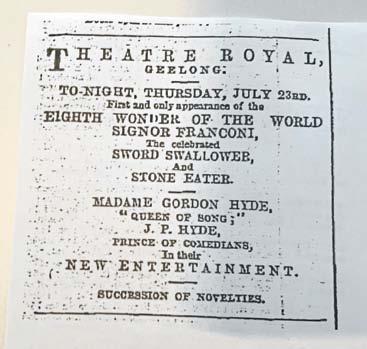 THEATRE ROYAL,
GEELONG.
TO-NIGHT, THURSDAY, JULY 23RD.
First and only appearance of the
EIGHTH WONDER OF THE WORLD
SIGNOR FRANCONI,
The celebrated
SWORD SWALLOWER,
And
STONE EATER.
MADAME GORDON HYDE,
"QUEEN OF SONG;"
J. P. HYDE,
PRINCE OF COMEDIANS,
In their
NEW ENTERTAINMENT.
SUCCESSION OF NOVELTIES.